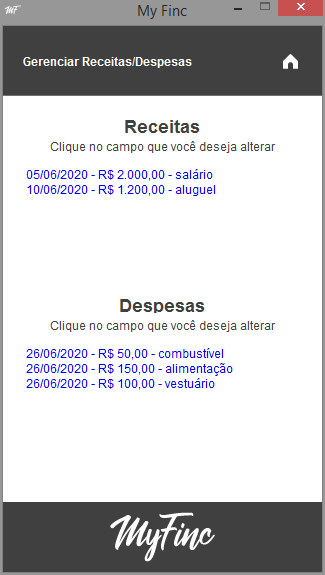 MyFinc
My Finc
Gerenciar Receitas/Despesas
Receitas
Clique no campo que você deseja alterar
05/06/2020 - R$ 2.000,00 - salário
10/06/2020 - R$ 1.200,00 - aluguel
Despesas
Clique no campo que você deseja alterar
26/06/2020 - R$ 50,00 - combustível
26/06/2020 - R$ 150,00 - alimentação
26/06/2020 - R$ 100,00 - vestuário
MyFinc